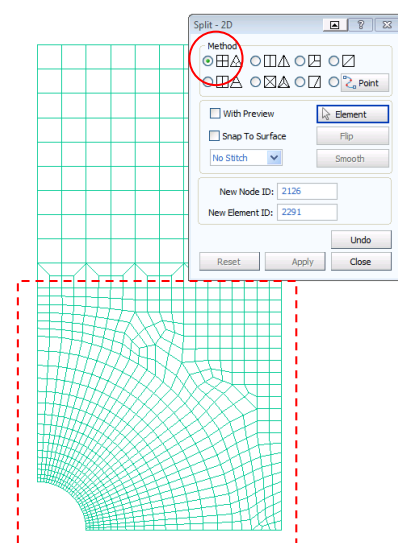 Split - 2D
Method
Point
With Preview
Element
Snap To Surface
Flip
No Stitch
Smooth
New Node ID: 2126
New Element ID: 2291
Undo
Reset Apply Close